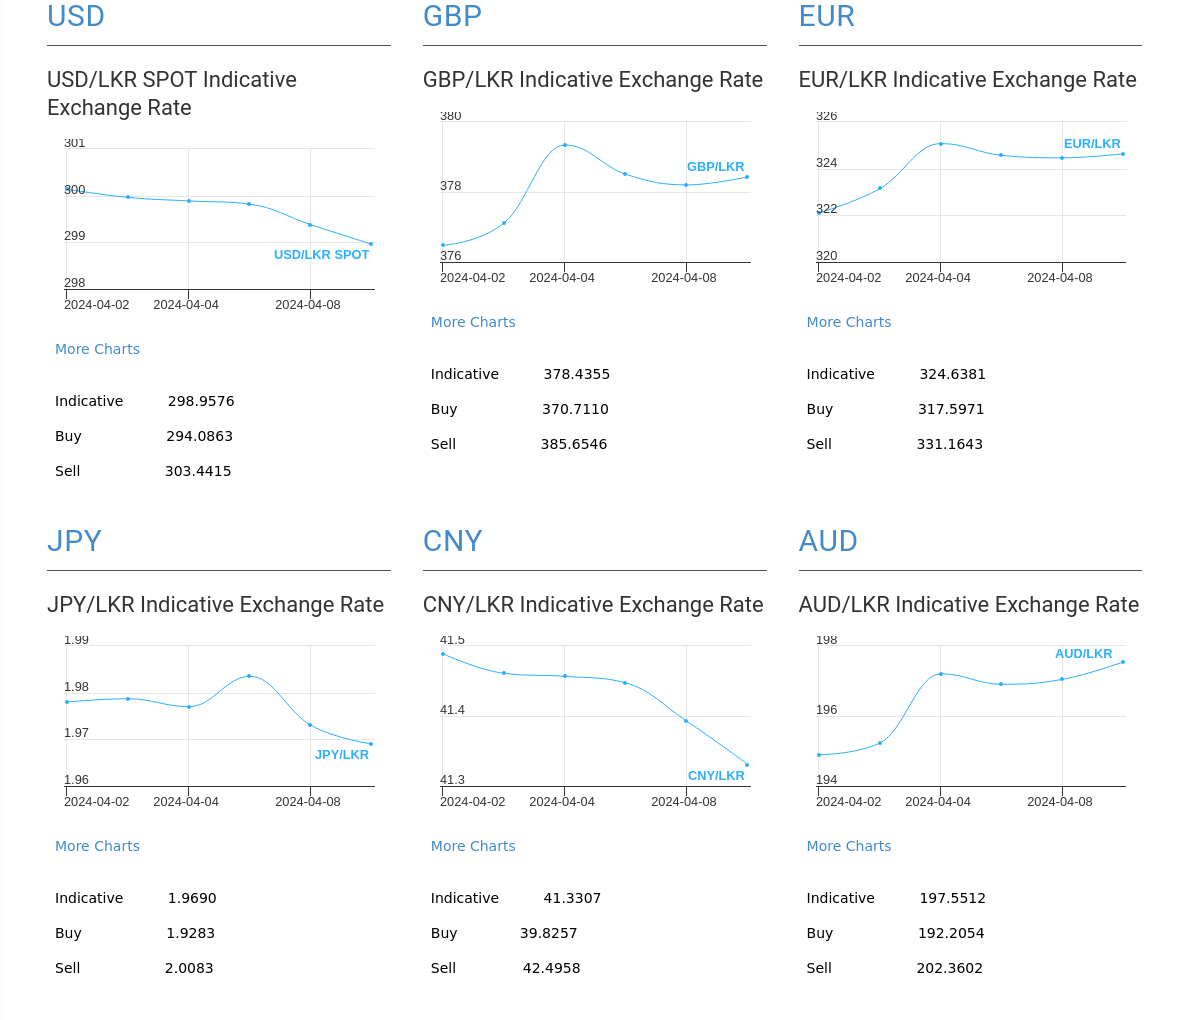 USD
USD/LKR SPOT Indicative
Exchange Rate
301
300
299
298
USD/LKR SPOT
2024-04-02 2024-04-04 2024-04-08
More Charts
Indicative 298.9576
Buy 294.0863
Sell 303.4415
GBP
GBP/LKR Indicative Exchange Rate
380
378
376
GBP/LKR
2024-04-02 2024-04-04 2024-04-08
More Charts
Indicative 378.4355
Buy 370.7110
Sell 385.6546
EUR
EUR/LKR Indicative Exchange Rate
326
324
322
320
EUR/LKR
2024-04-02 2024-04-04 2024-04-08
More Charts
Indicative 324.6381
Buy 317.5971
Sell 331.1643
JPY
JPY/LKR Indicative Exchange Rate
1.99
1.98
1.97
1.96
JPY/LKR
2024-04-02 2024-04-04 2024-04-08
More Charts
Indicative 1.9690
Buy 1.9283
Sell 2.0083
CNY
CNY/LKR Indicative Exchange Rate
41.5
41.4
41.3
CNY/LKR
2024-04-02 2024-04-04 2024-04-08
More Charts
Indicative 41.3307
Buy 39.8257
Sell 42.4958
AUD
AUD/LKR Indicative Exchange Rate
198
196
194
AUD/LKR
2024-04-02 2024-04-04 2024-04-08
More Charts
Indicative 197.5512
Buy 192.2054
Sell 202.3602